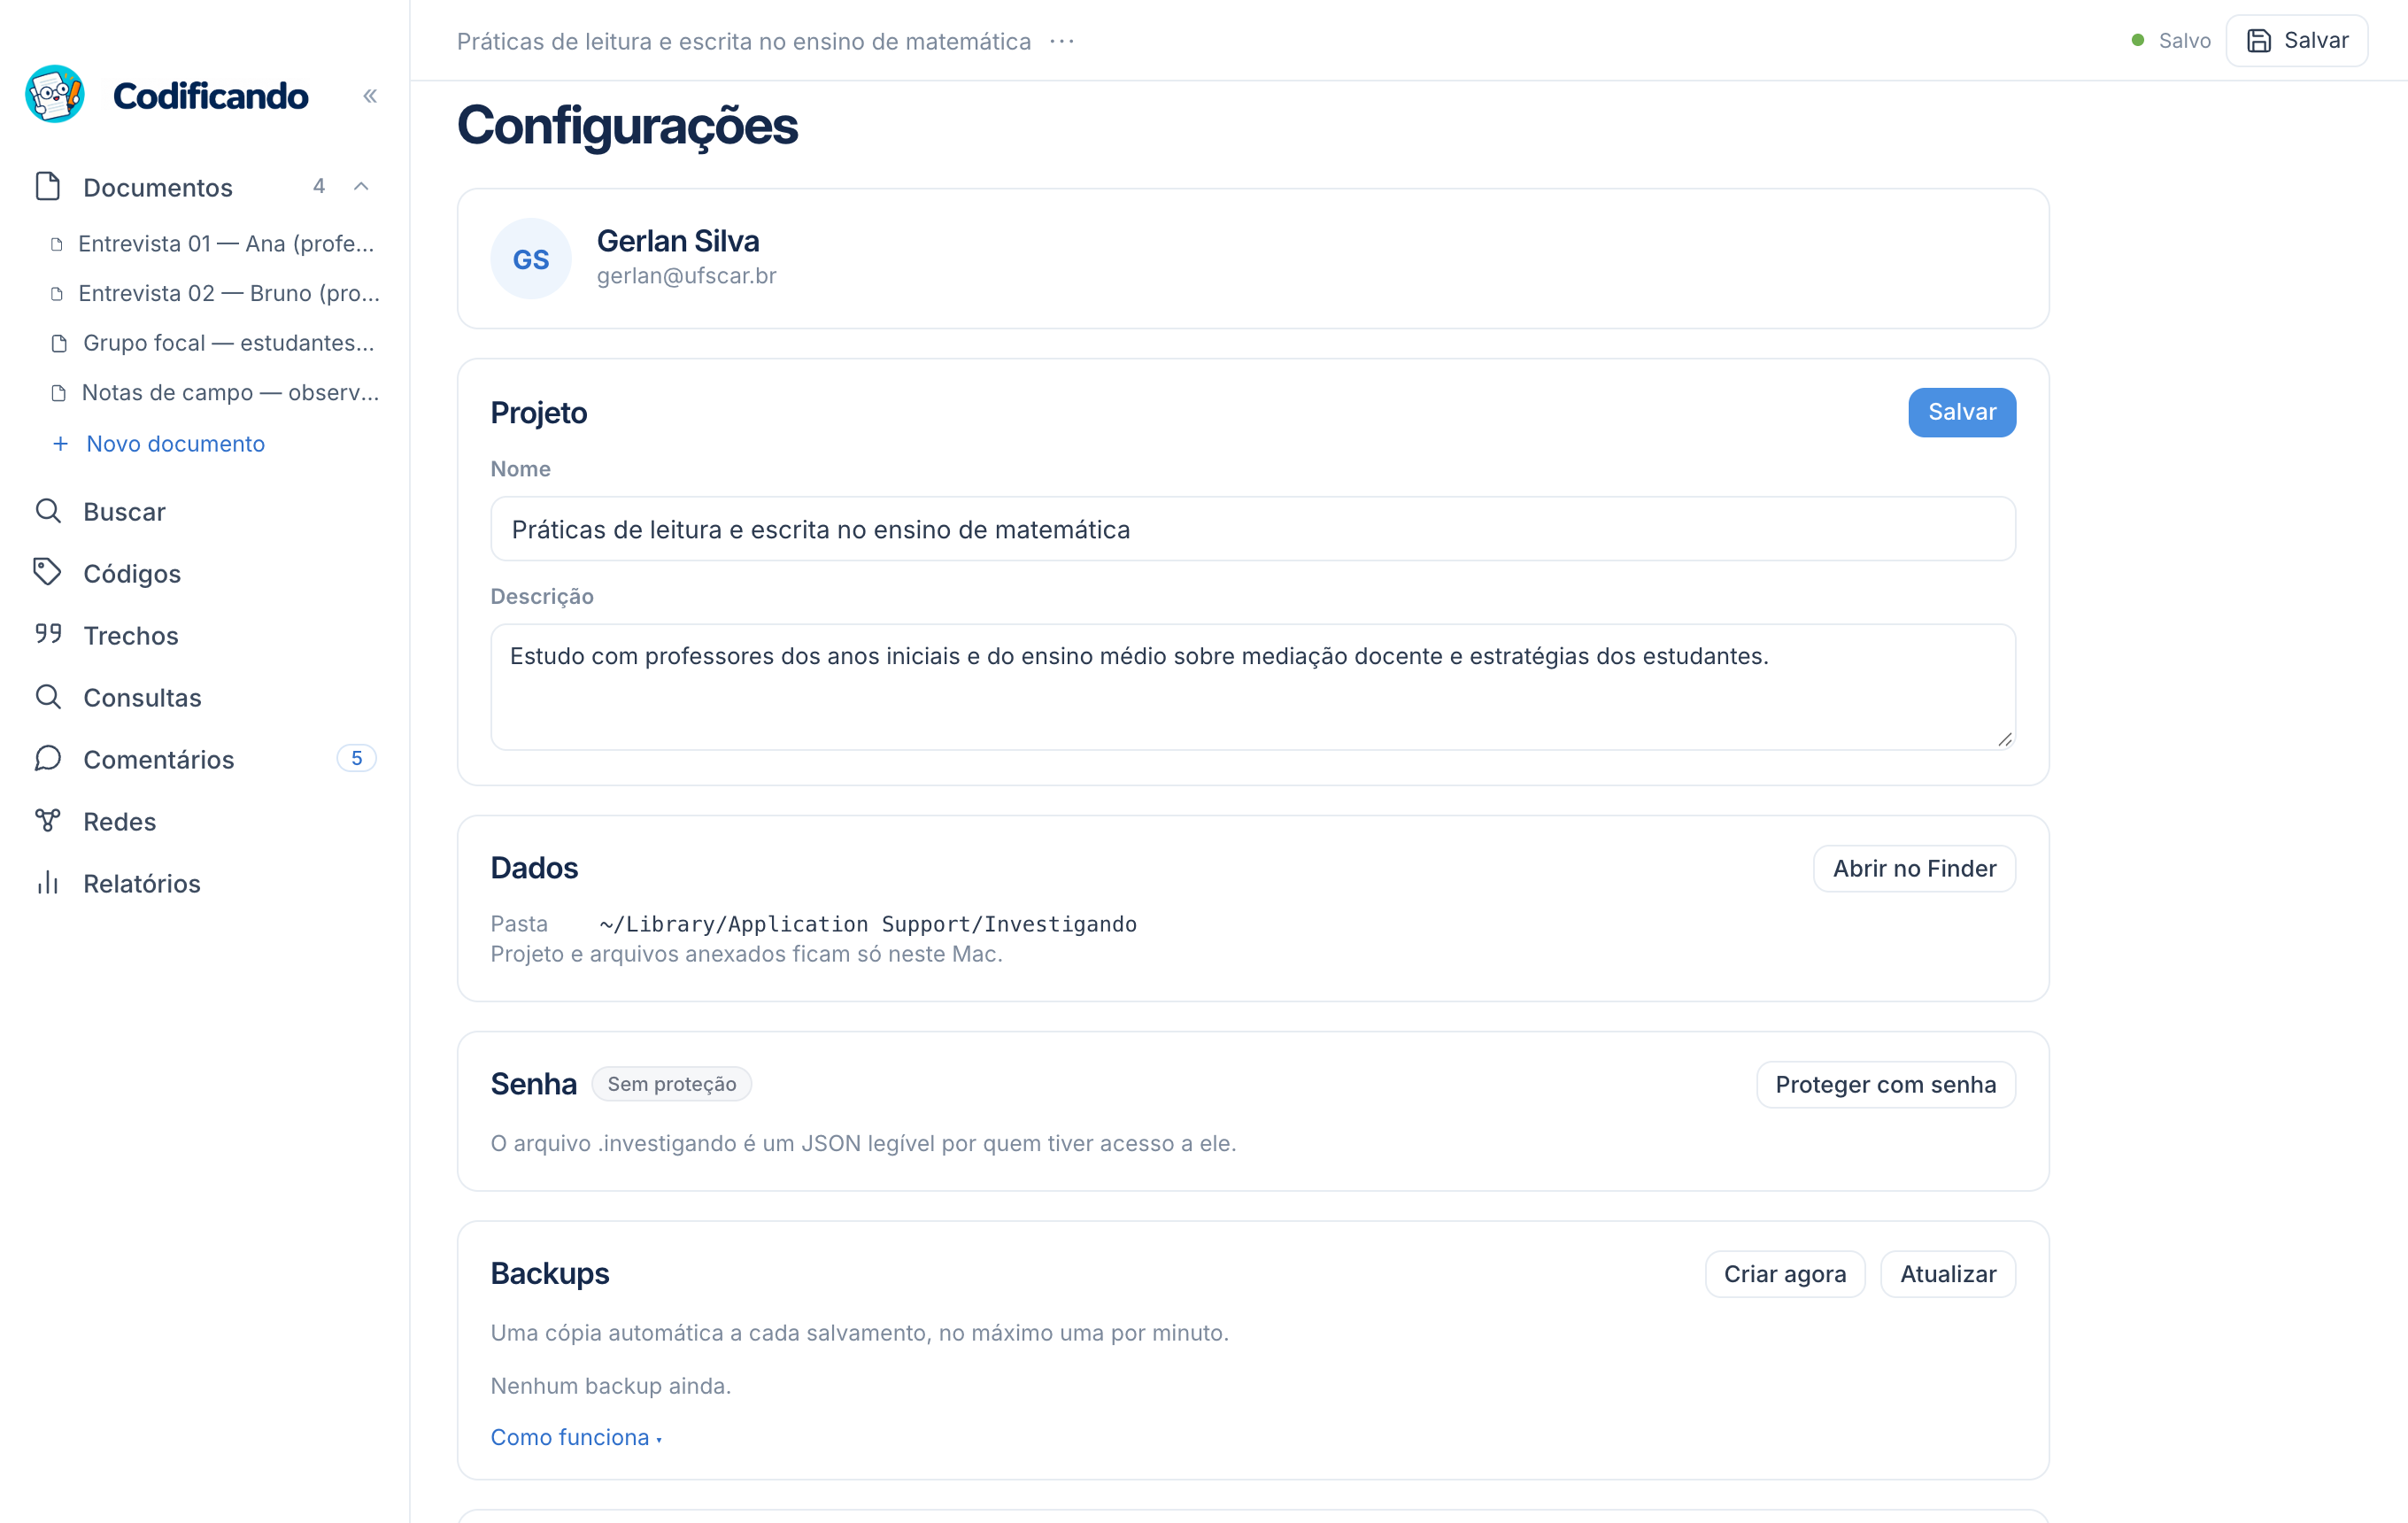 Práticas de leitura e escrita no ensino de matemática ···
Salvo
Salvar
Codificando
«
Documentos 4
Entrevista 01 — Ana (profe...
Entrevista 02 — Bruno (pro...
Grupo focal — estudantes...
Notas de campo — observ...
+ Novo documento
Buscar
Códigos
Trechos
Consultas
Comentários 5
Redes
Relatórios
Configurações
GS
Gerlan Silva
gerlan@ufscar.br
Projeto
Salvar
Nome
Práticas de leitura e escrita no ensino de matemática
Descrição
Estudo com professores dos anos iniciais e do ensino médio sobre mediação docente e estratégias dos estudantes.
Dados
Abrir no Finder
Pasta ~/Library/Application Support/Investigando
Projeto e arquivos anexados ficam só neste Mac.
Senha Sem proteção
Proteger com senha
O arquivo .investigando é um JSON legível por quem tiver acesso a ele.
Backups
Criar agora
Atualizar
Uma cópia automática a cada salvamento, no máximo uma por minuto.
Nenhum backup ainda.
Como funciona